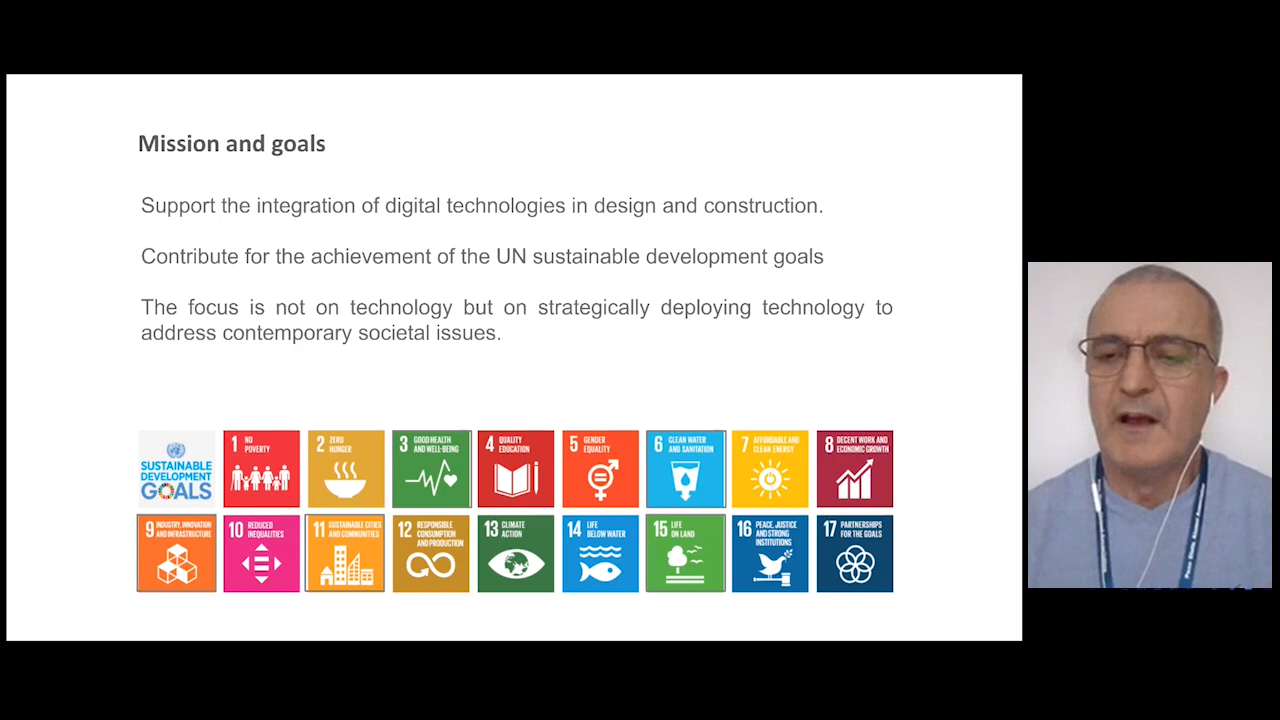 Mission and goals
Support the integration of digital technologies in design and construction.
Contribute for the achievement of the UN sustainable development goals
The focus is not on technology but on strategically deploying technology to
address contemporary societal issues.
SUSTAINABLE
DEVELOPMENT
GOALS
1 NO
POVERTY
2 ZERO
HUNGER
3 GOOD HEALTH
AND WELL-BEING
4 QUALITY
EDUCATION
5 GENDER
EQUALITY
6 CLEAN WATER
AND SANITATION
7 AFFORDABLE AND
CLEAN ENERGY
8 DECENT WORK AND
ECONOMIC GROWTH
9 INDUSTRY, INNOVATION
AND INFRASTRUCTURE
10 REDUCED
INEQUALITIES
11 SUSTAINABLE CITIES
AND COMMUNITIES
12 RESPONSIBLE
CONSUMPTION
AND PRODUCTION
13 CLIMATE
ACTION
14 LIFE
BELOW WATER
15 LIFE
ON LAND
16 PEACE, JUSTICE
AND STRONG
INSTITUTIONS
17 PARTNERSHIPS
FOR THE GOALS